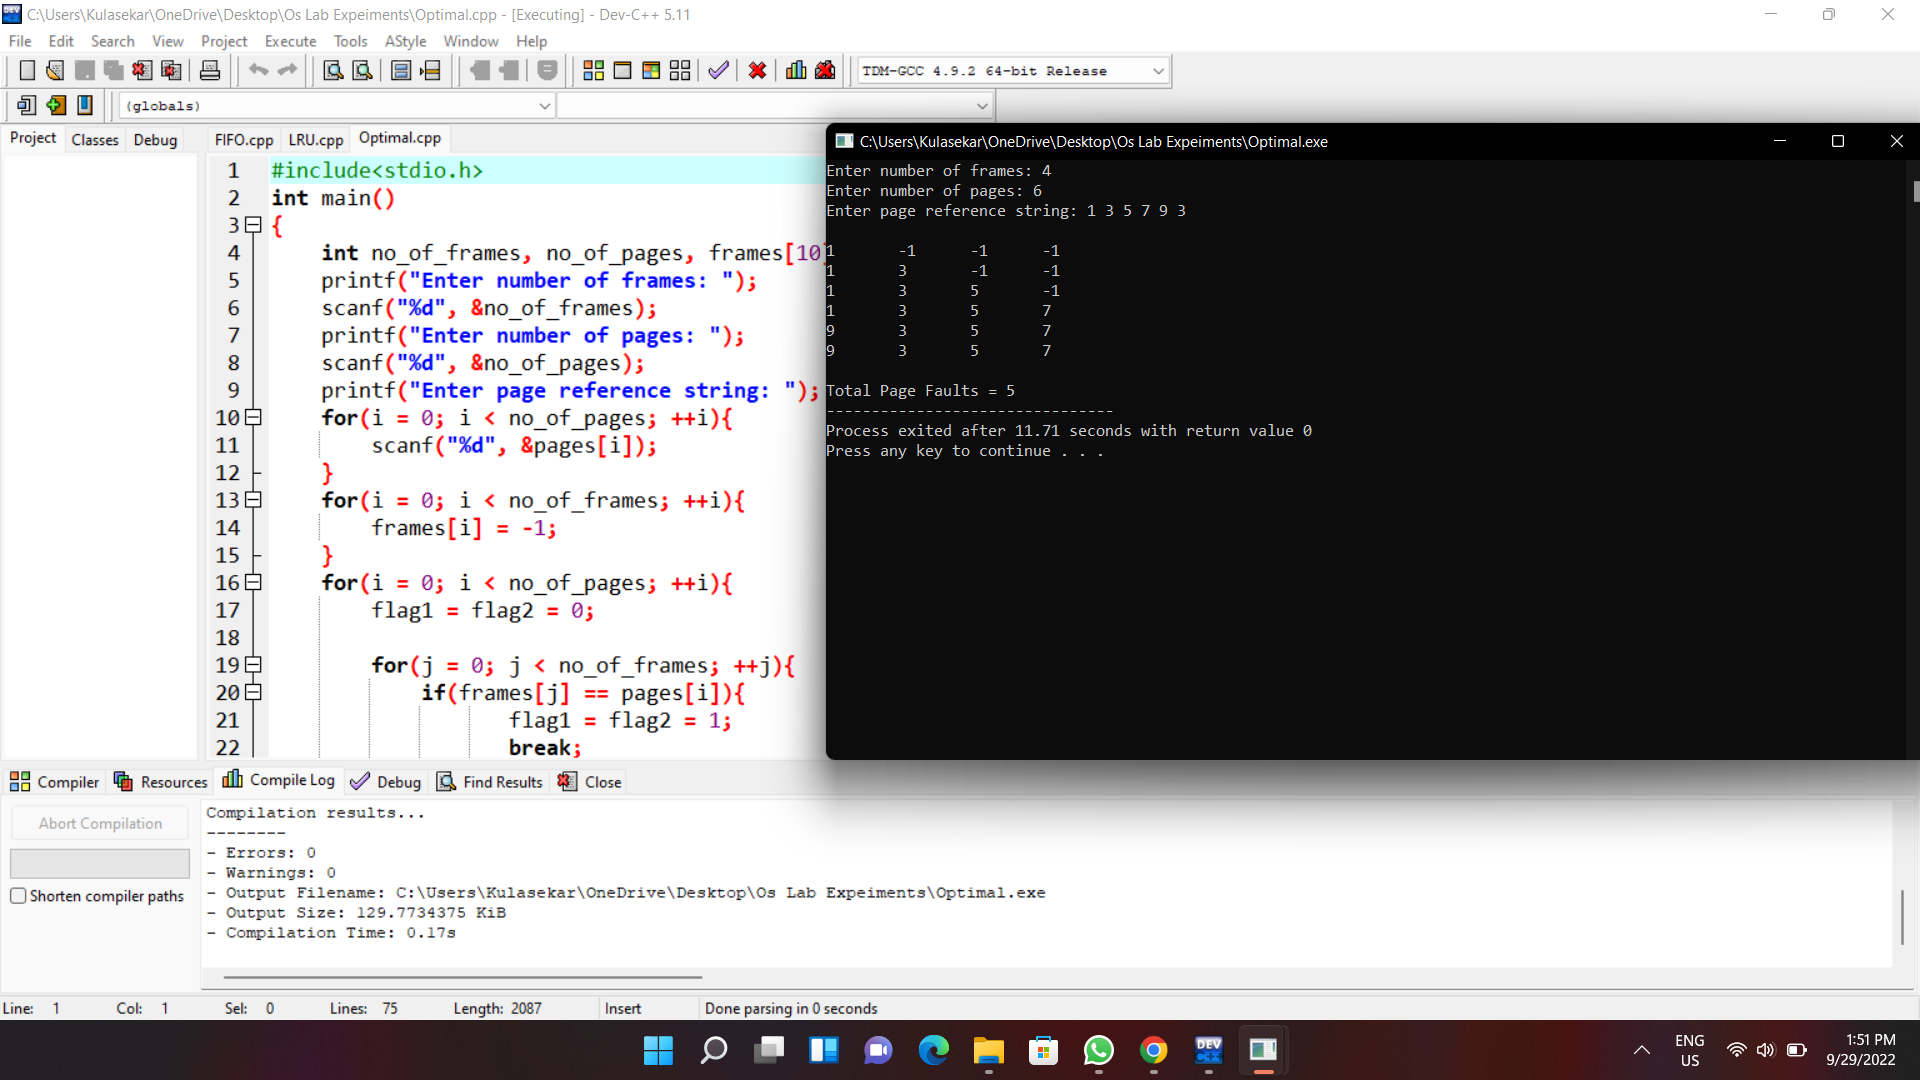 C:\Users\Kulasekar\OneDrive\Desktop\Os Lab Expeiments\Optimal.cpp - [Executing] - Dev-C++ 5.11
File Edit Search View Project Execute Tools AStyle Window Help
TDM-GCC 4.9.2 64-bit Release
(globals)
Project Classes Debug
FIFO.cpp LRU.cpp Optimal.cpp
1 #include<stdio.h>
2 int main()
3 {
4 int no_of_frames, no_of_pages, frames[10
5 printf("Enter number of frames: ");
6 scanf("%d", &no_of_frames);
7 printf("Enter number of pages: ");
8 scanf("%d", &no_of_pages);
9 printf("Enter page reference string: ");
10 for(i = 0; i < no_of_pages; ++i){
11 scanf("%d", &pages[i]);
12 }
13 for(i = 0; i < no_of_frames; ++i){
14 frames[i] = -1;
15 }
16 for(i = 0; i < no_of_pages; ++i){
17 flag1 = flag2 = 0;
18
19 for(j = 0; j < no_of_frames; ++j){
20 if(frames[j] == pages[i]){
21 flag1 = flag2 = 1;
22 break;
C:\Users\Kulasekar\OneDrive\Desktop\Os Lab Expeiments\Optimal.exe
Enter number of frames: 4
Enter number of pages: 6
Enter page reference string: 1 3 5 7 9 3
1 -1 -1 -1
1 3 -1 -1
1 3 5 -1
1 3 5 7
9 3 5 7
9 3 5 7
Total Page Faults = 5
--------------------------------
Process exited after 11.71 seconds with return value 0
Press any key to continue . . .
Compiler Resources Compile Log Debug Find Results Close
Abort Compilation
Shorten compiler paths
Compilation results...
--------
- Errors: 0
- Warnings: 0
- Output Filename: C:\Users\Kulasekar\OneDrive\Desktop\Os Lab Expeiments\Optimal.exe
- Output Size: 129.7734375 KiB
- Compilation Time: 0.17s
Line: 1 Col: 1 Sel: 0 Lines: 75 Length: 2087 Insert Done parsing in 0 seconds
DEV
C++
ENG
US
1:51 PM
9/29/2022